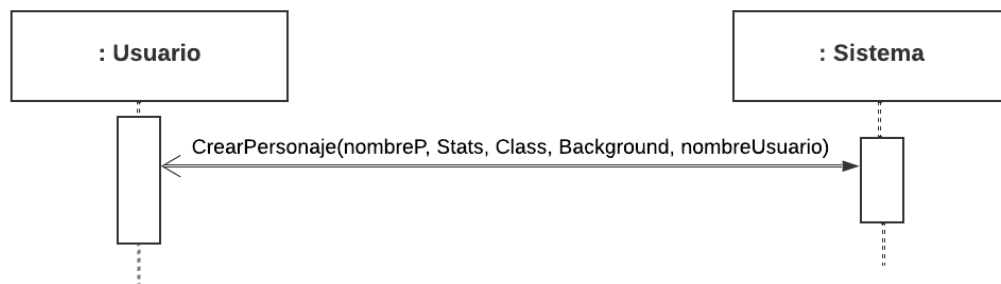 : Usuario
: Sistema
CrearPersonaje(nombreP, Stats, Class, Background, nombreUsuario)